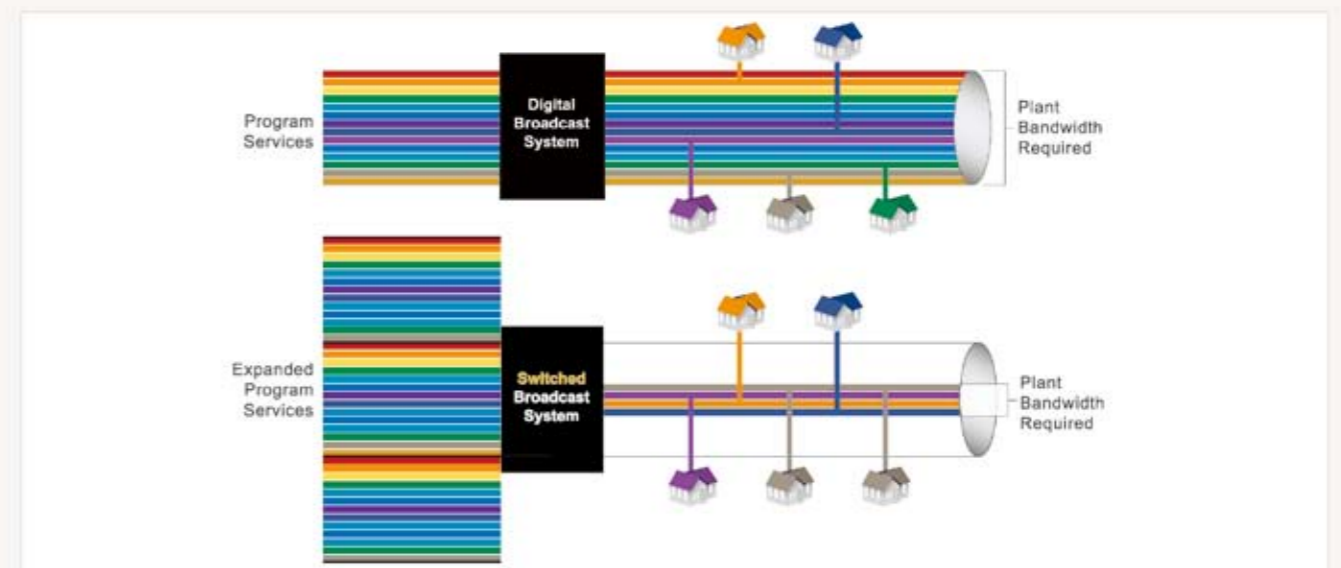 Program
Services
Digital
Broadcast
System
Plant
Bandwidth
Required
Expanded
Program
Services
Switched
Broadcast
System
Plant
Bandwidth
Required